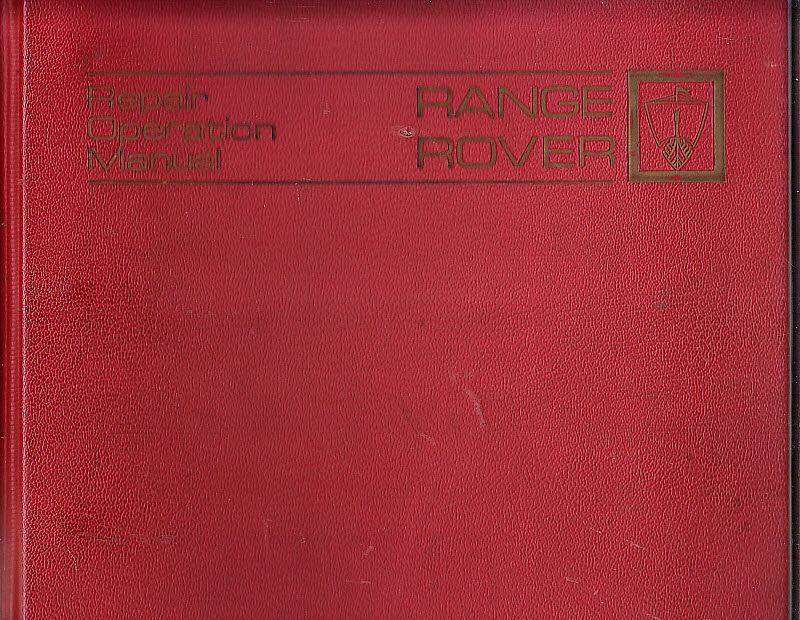 Repair
Operation
Manual
RANGE
ROVER